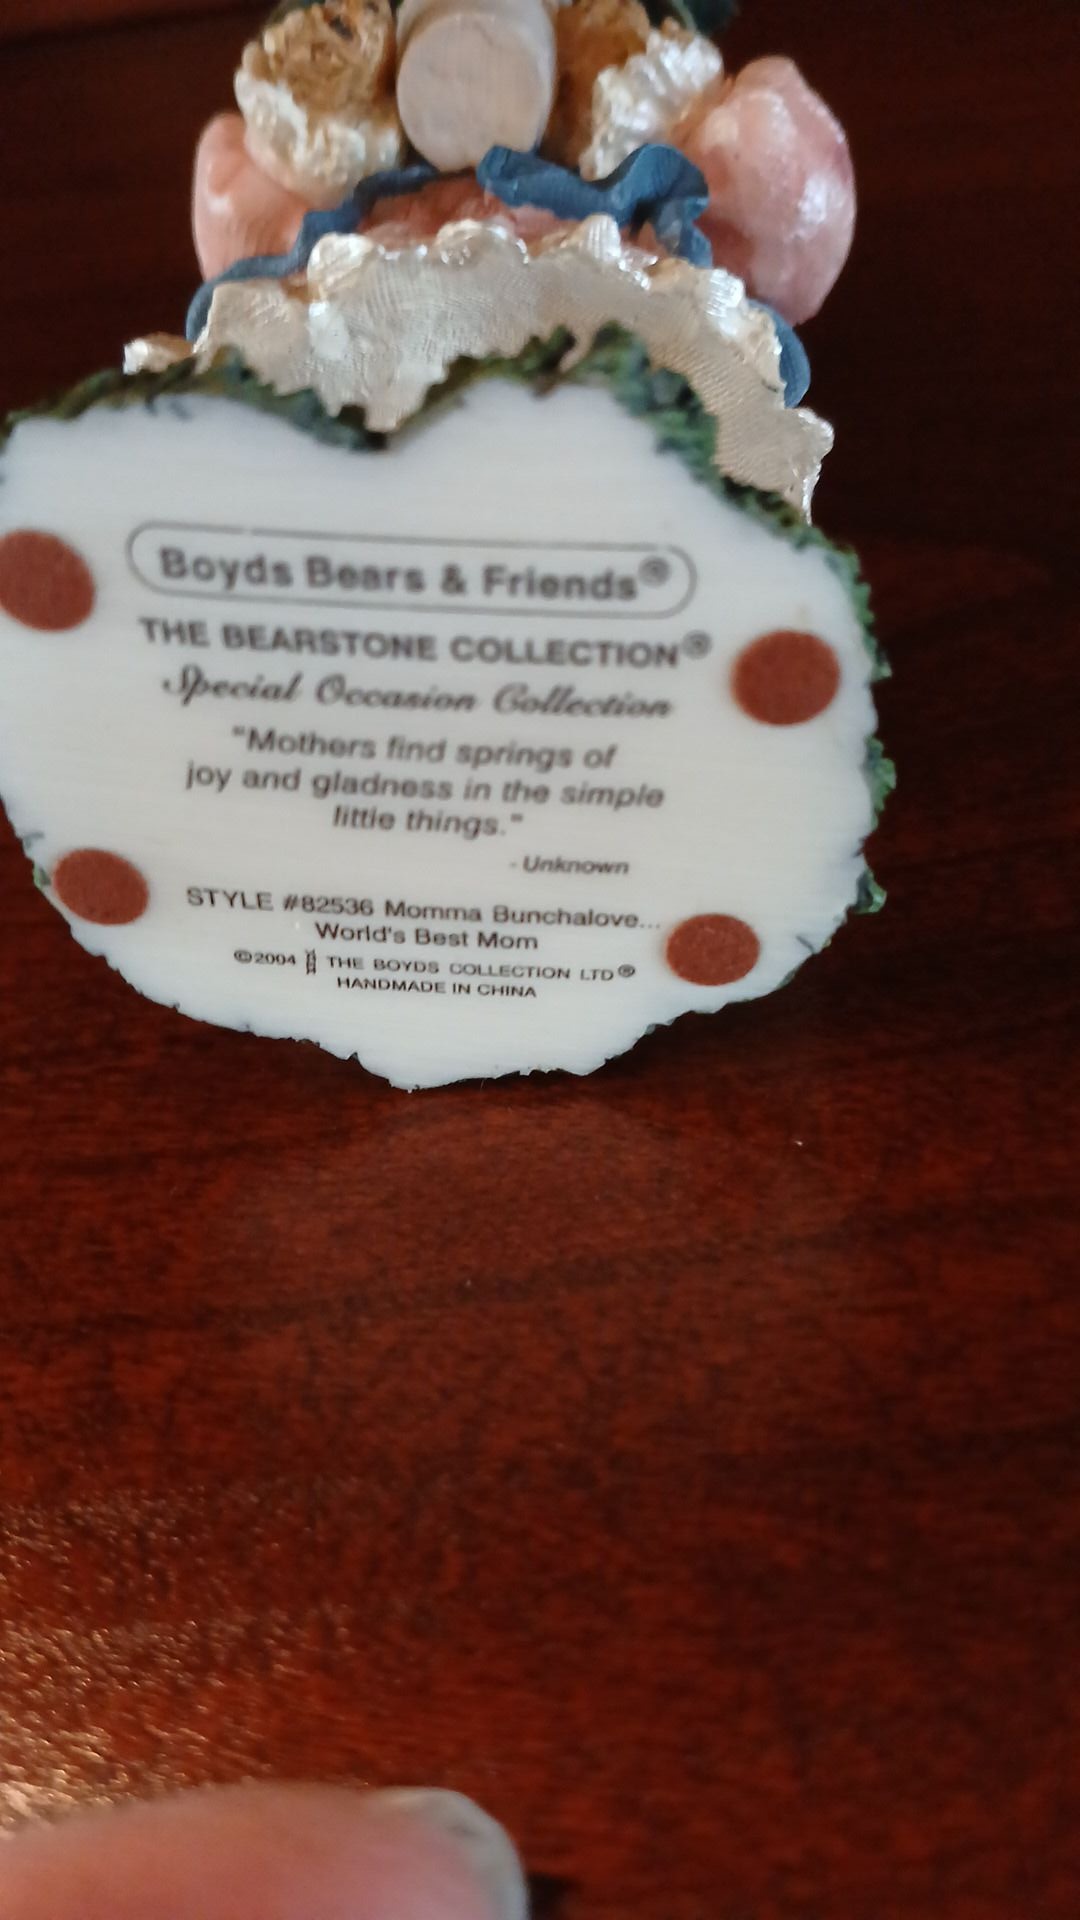 Boyds Bears & Friends®
THE BEARSTONE COLLECTION®
Special Occasion Collection
"Mothers find springs of
joy and gladness in the simple
little things."
- Unknown
STYLE #82536 Momma Bunchalove...
World's Best Mom
©2004 THE BOYDS COLLECTION LTD®
HANDMADE IN CHINA